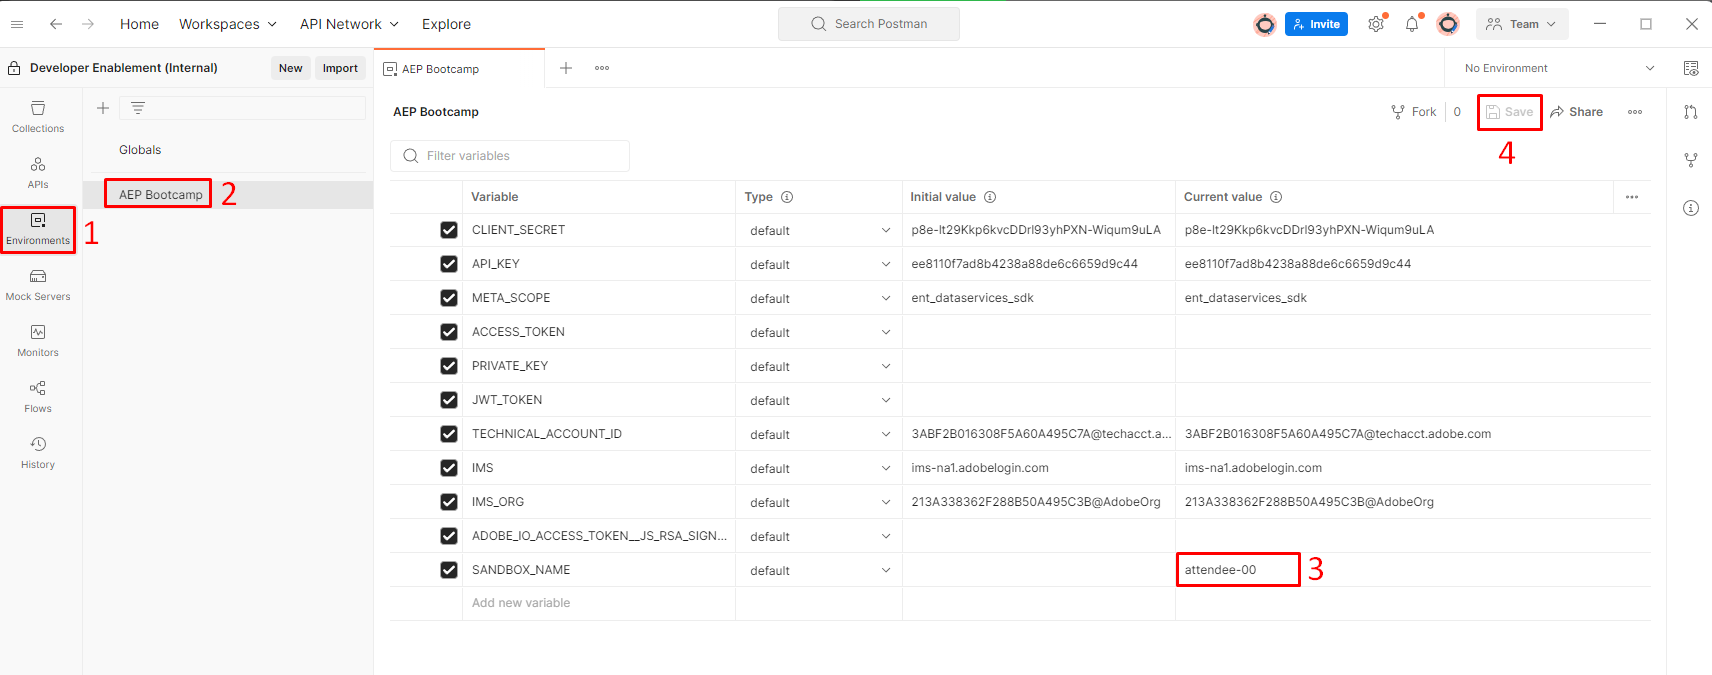 Home Workspaces API Network Explore Search Postman Invite Team
Developer Enablement (Internal) New Import AEP Bootcamp No Environment
Collections
APIs
Environments
Mock Servers
Monitors
Flows
History
1
Globals
AEP Bootcamp 2
AEP Bootcamp Fork 0 Save Share
4
Filter variables
Variable Type Initial value Current value
CLIENT_SECRET default p8e-lt29Kkp6kvcDDrl93yhPXN-Wiqum9uLA p8e-lt29Kkp6kvcDDrl93yhPXN-Wiqum9uLA
API_KEY default ee8110f7ad8b4238a88de6c6659d9c44 ee8110f7ad8b4238a88de6c6659d9c44
META_SCOPE default ent_dataservices_sdk ent_dataservices_sdk
ACCESS_TOKEN default
PRIVATE_KEY default
JWT_TOKEN default
TECHNICAL_ACCOUNT_ID default 3ABF2B016308F5A60A495C7A@techacct.a... 3ABF2B016308F5A60A495C7A@techacct.adobe.com
IMS default ims-na1.adobelogin.com ims-na1.adobelogin.com
IMS_ORG default 213A338362F288B50A495C3B@AdobeOrg 213A338362F288B50A495C3B@AdobeOrg
ADOBE_IO_ACCESS_TOKEN__JS_RSA_SIGN... default
SANDBOX_NAME default attendee-00 3
Add new variable